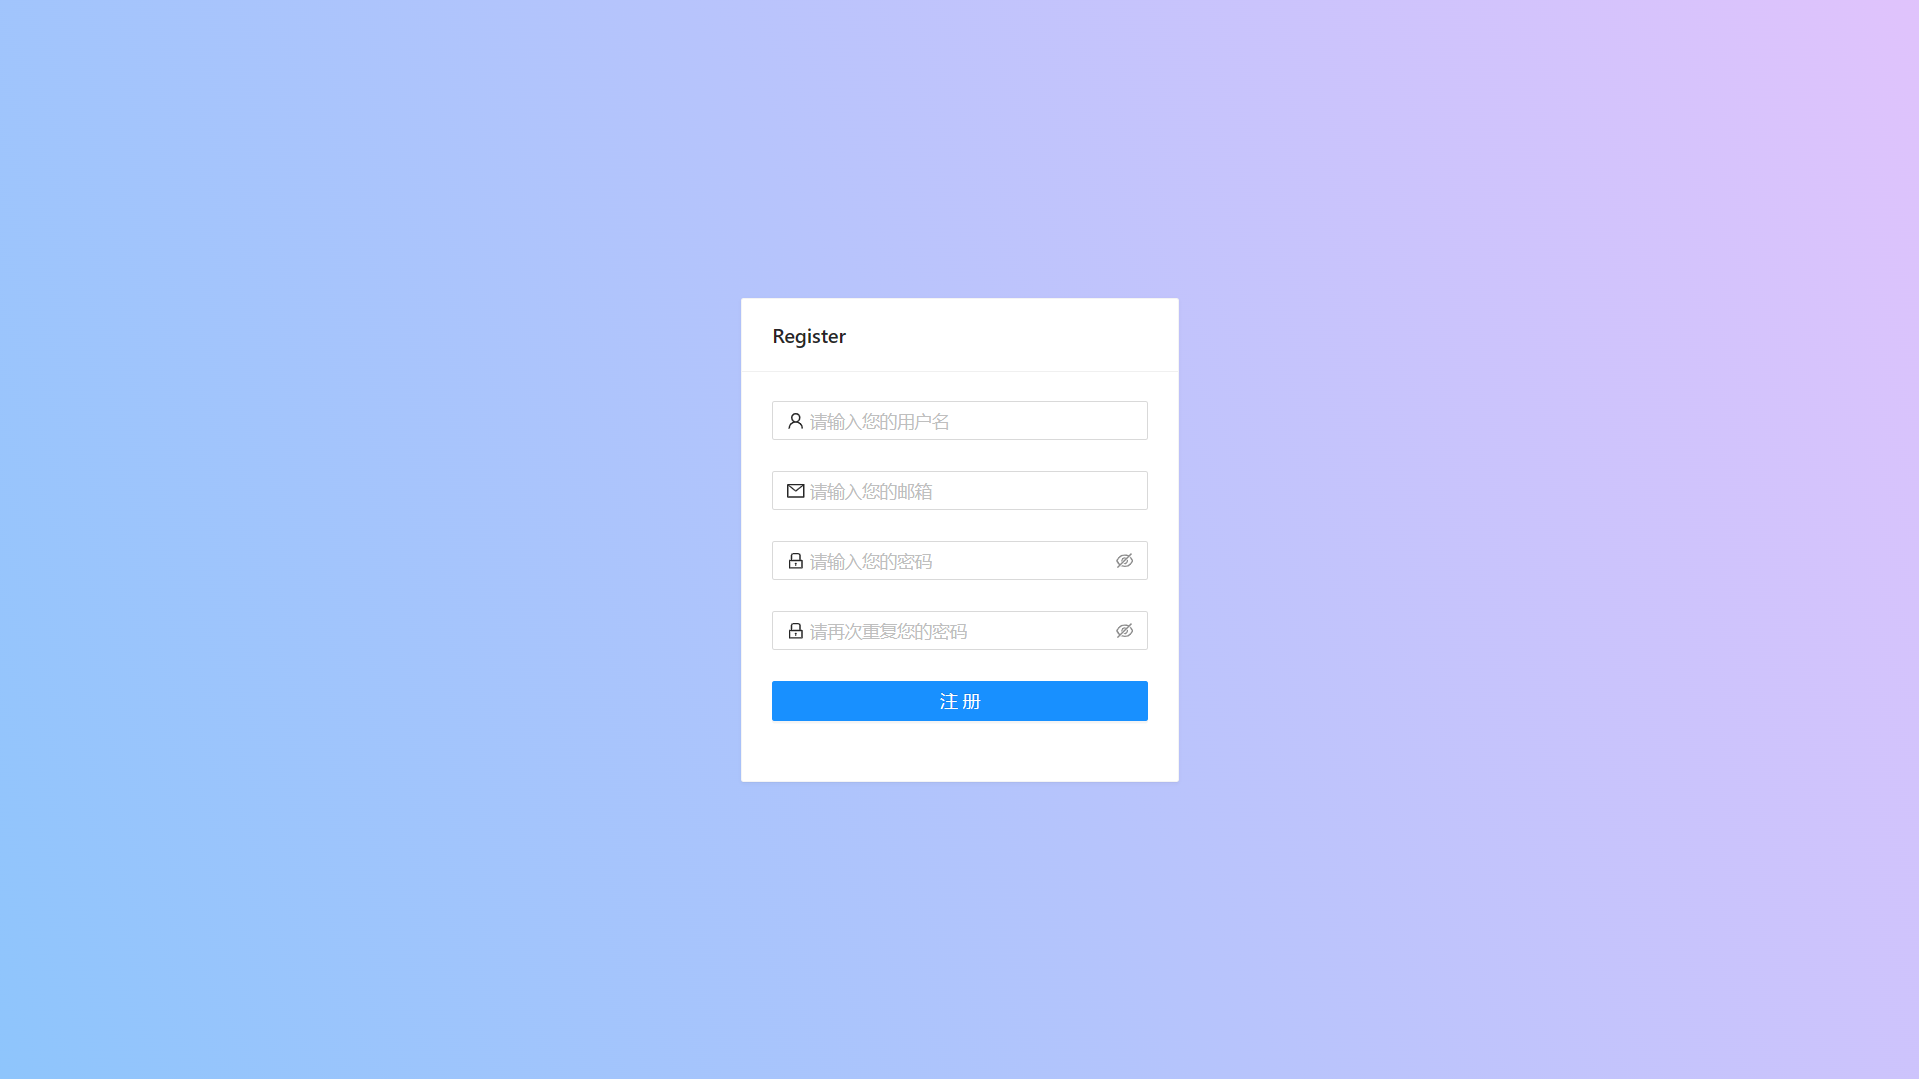 Register
请输入您的用户名
请输入您的邮箱
请输入您的密码
请再次重复您的密码
注 册